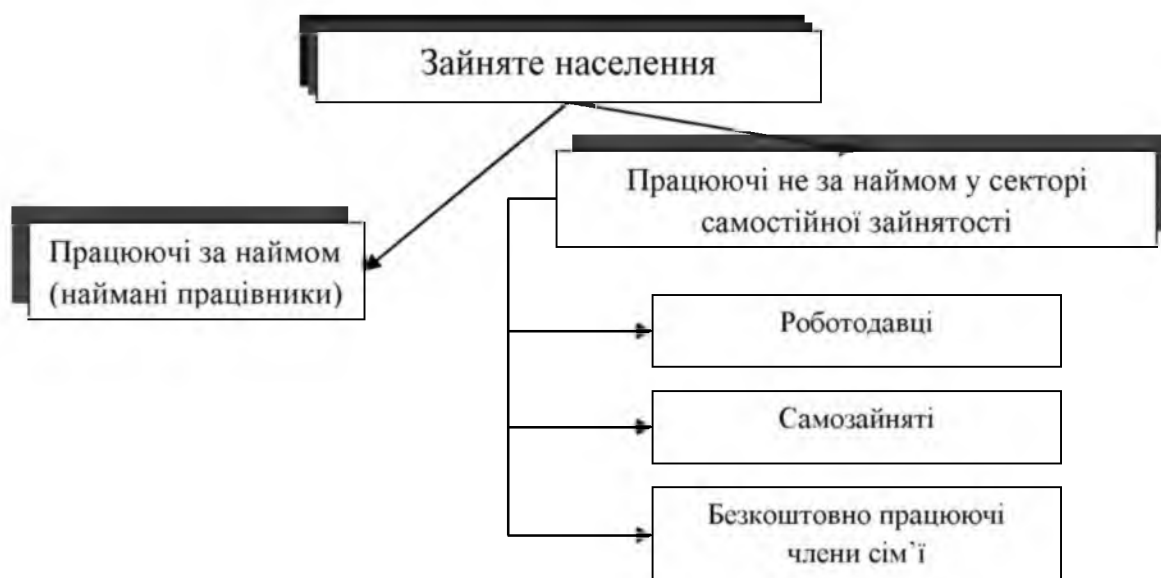 Зайняте населення
Працюючі не за наймом у секторі
самостійної зайнятості
Працюючі за наймом
(наймані працівники)
Роботодавці
Самозайняті
Безкоштовно працюючі
члени сім`ї